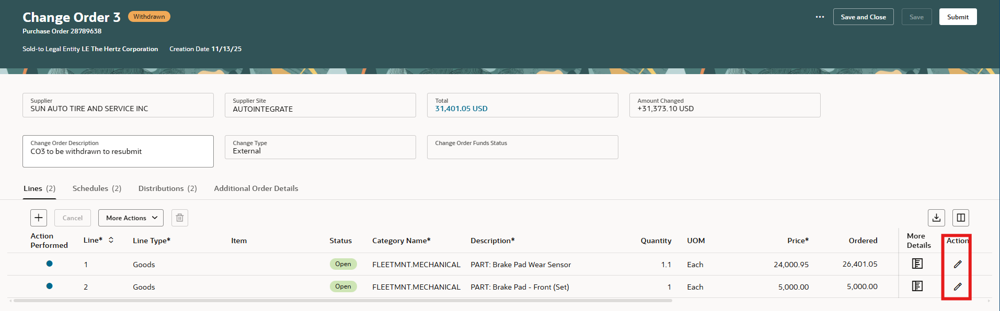 Change Order 3 Withdrawn
... Save and Close Save Submit
Purchase Order 28789638
Sold-to Legal Entity LE The Hertz Corporation Creation Date 11/13/25
Supplier
SUN AUTO TIRE AND SERVICE INC
Supplier Site
AUTOINTEGRATE
Total
31,401.05 USD
Amount Changed
+31,373.10 USD
Change Order Description
CO3 to be withdrawn to resubmit
Change Type
External
Change Order Funds Status
Lines (2) Schedules (2) Distributions (2) Additional Order Details
Cancel More Actions
Action Performed Line* Line Type* Item Status Category Name* Description* Quantity UOM Price* Ordered More Details Action
1 Goods Open FLEETMNT.MECHANICAL PART: Brake Pad Wear Sensor 1.1 Each 24,000.95 26,401.05
2 Goods Open FLEETMNT.MECHANICAL PART: Brake Pad - Front (Set) 1 Each 5,000.00 5,000.00